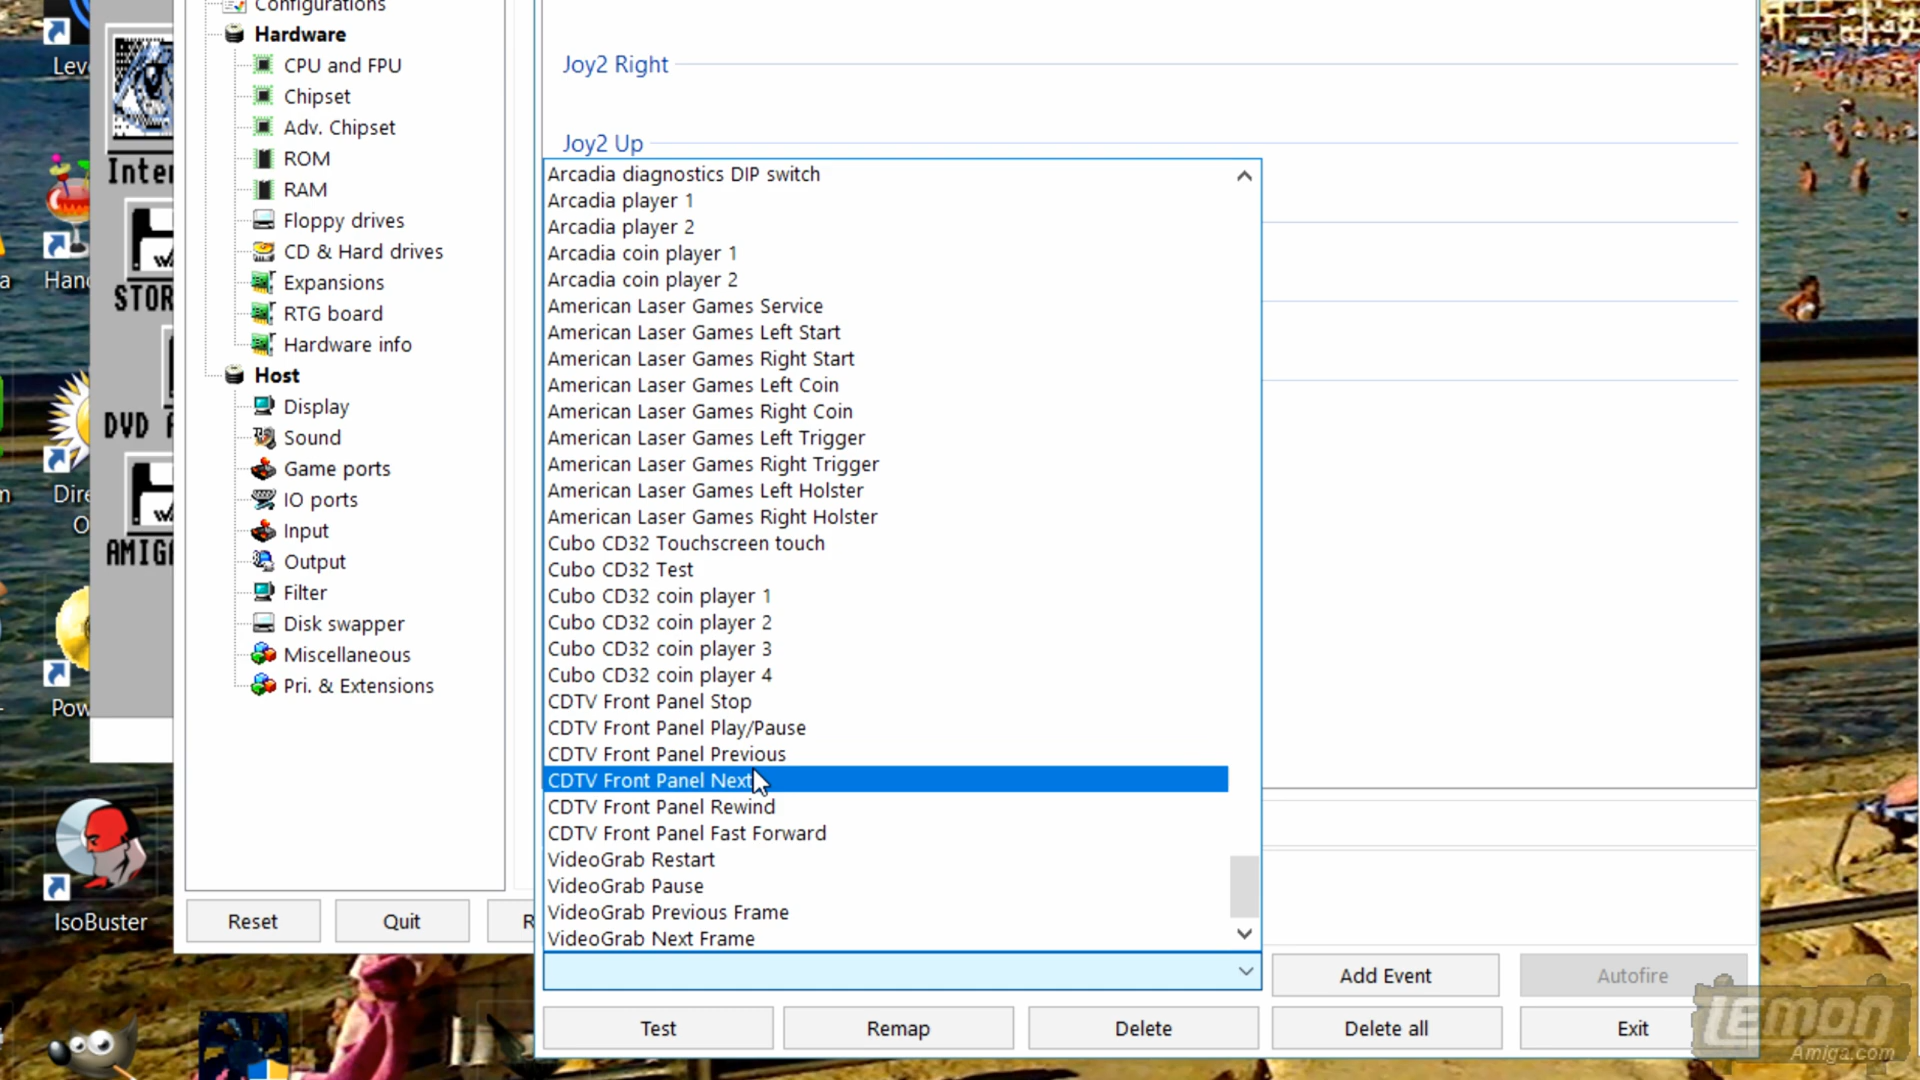 Configurations
Hardware
CPU and FPU
Chipset
Adv. Chipset
ROM
RAM
Floppy drives
CD & Hard drives
Expansions
RTG board
Hardware info
Host
Display
Sound
Game ports
IO ports
Input
Output
Filter
Disk swapper
Miscellaneous
Pri. & Extensions
Reset
Quit
R
Joy2 Right
Joy2 Up
Arcadia diagnostics DIP switch
Arcadia player 1
Arcadia player 2
Arcadia coin player 1
Arcadia coin player 2
American Laser Games Service
American Laser Games Left Start
American Laser Games Right Start
American Laser Games Left Coin
American Laser Games Right Coin
American Laser Games Left Trigger
American Laser Games Right Trigger
American Laser Games Left Holster
American Laser Games Right Holster
Cubo CD32 Touchscreen touch
Cubo CD32 Test
Cubo CD32 coin player 1
Cubo CD32 coin player 2
Cubo CD32 coin player 3
Cubo CD32 coin player 4
CDTV Front Panel Stop
CDTV Front Panel Play/Pause
CDTV Front Panel Previous
CDTV Front Panel Next
CDTV Front Panel Rewind
CDTV Front Panel Fast Forward
VideoGrab Restart
VideoGrab Pause
VideoGrab Previous Frame
VideoGrab Next Frame
Add Event
Autofire
Test
Remap
Delete
Delete all
Exit
Lev
Inter
Hand
STOR
DVD
Dire
O
AMIGA
Pow
IsoBuster
Lemon
Amiga.com